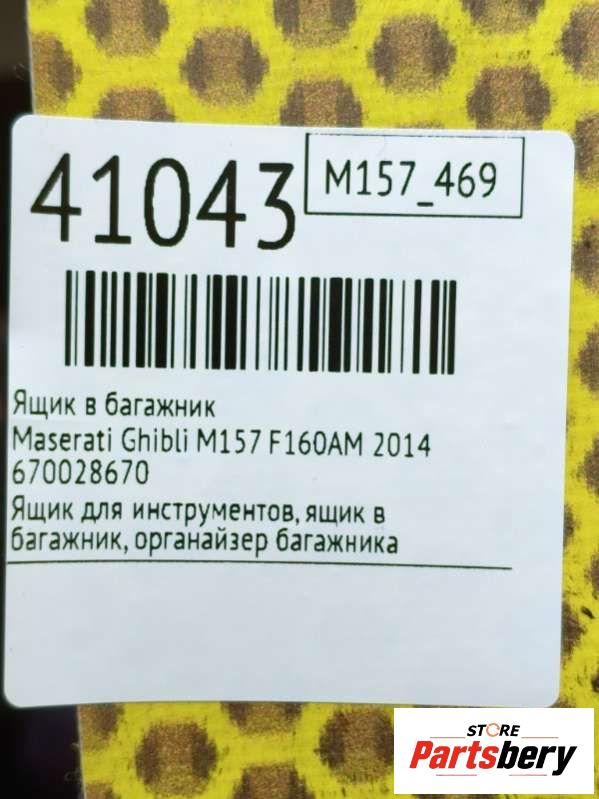 41043
M157_469
Ящик в багажник
Maserati Ghibli M157 F160AM 2014
670028670
Ящик для инструментов, ящик в
багажник, органайзер багажника
STORE
Partsbery